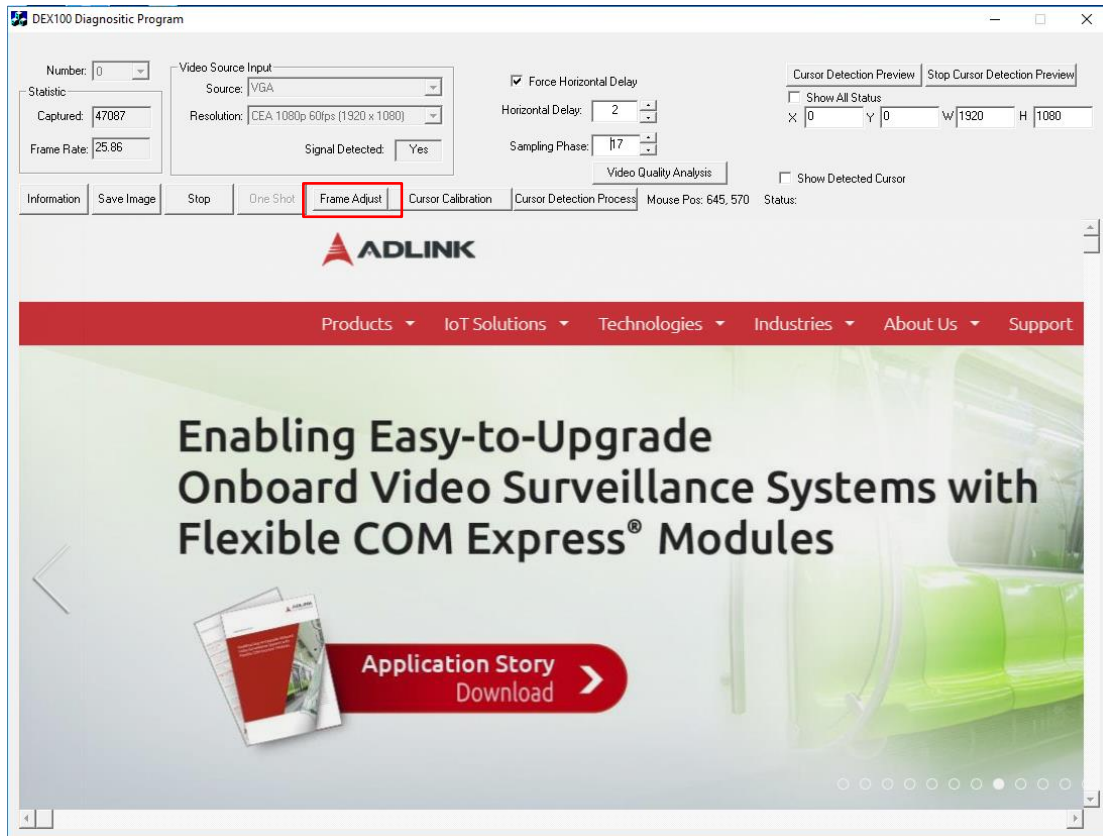 DEX100 Diagnositic Program
Number: 0
Statistic
Captured: 47087
Frame Rate: 25.86
Video Source Input
Source: VGA
Resolution: CEA 1080p 60fps (1920 x 1080)
Signal Detected: Yes
Force Horizontal Delay
Horizontal Delay: 2
Sampling Phase: 17
Video Quality Analysis
Cursor Detection Preview Stop Cursor Detection Preview
Show All Status
X 0 Y 0 W 1920 H 1080
Show Detected Cursor
Information Save Image Stop One Shot Frame Adjust Cursor Calibration Cursor Detection Process Mouse Pos: 645, 570 Status:
ADLINK
Products IoT Solutions Technologies Industries About Us Support
Enabling Easy-to-Upgrade
Onboard Video Surveillance Systems with
Flexible COM Express® Modules
Application Story
Download